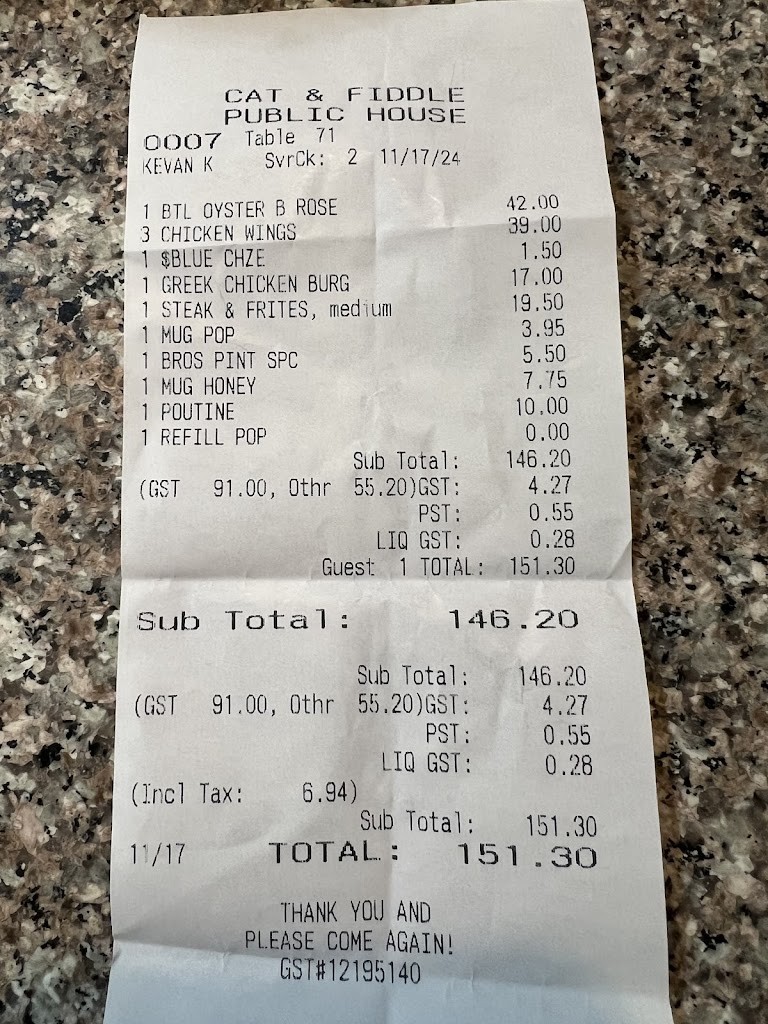 CAT & FIDDLE
PUBLIC HOUSE
0007 Table 71
KEVAN K SvrCk: 2 11/17/24
1 BTL OYSTER B ROSE 42.00
3 CHICKEN WINGS 39.00
1 $BLUE CHZE 1.50
1 GREEK CHICKEN BURG 17.00
1 STEAK & FRITES, medium 19.50
1 MUG POP 3.95
1 BROS PINT SPC 5.50
1 MUG HONEY 7.75
1 POUTINE 10.00
1 REFILL POP 0.00
Sub Total: 146.20
(GST 91.00, Othr 55.20)GST: 4.27
PST: 0.55
LIQ GST: 0.28
Guest 1 TOTAL: 151.30
Sub Total: 146.20
Sub Total: 146.20
(GST 91.00, Othr 55.20)GST: 4.27
PST: 0.55
LIQ GST: 0.28
(Incl Tax: 6.94)
Sub Total: 151.30
11/17 TOTAL: 151.30
THANK YOU AND
PLEASE COME AGAIN!
GST#12195140